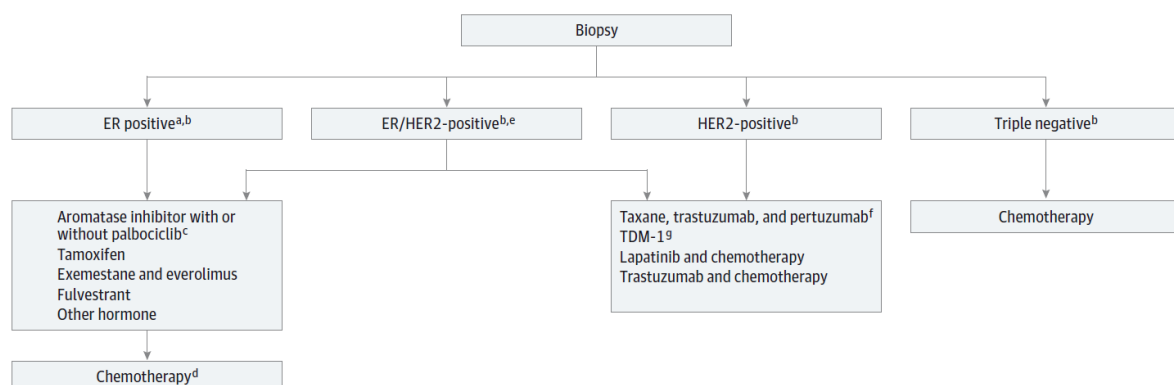 Biopsy
ER positiveᵃ,ᵇ
ER/HER2-positiveᵇ,ᵉ
HER2-positiveᵇ
Triple negativeᵇ
Aromatase inhibitor with or
without palbociclibᶜ
Tamoxifen
Exemestane and everolimus
Fulvestrant
Other hormone
Taxane, trastuzumab, and pertuzumabᶠ
TDM-1ᵍ
Lapatinib and chemotherapy
Trastuzumab and chemotherapy
Chemotherapy
Chemotherapyᵈ